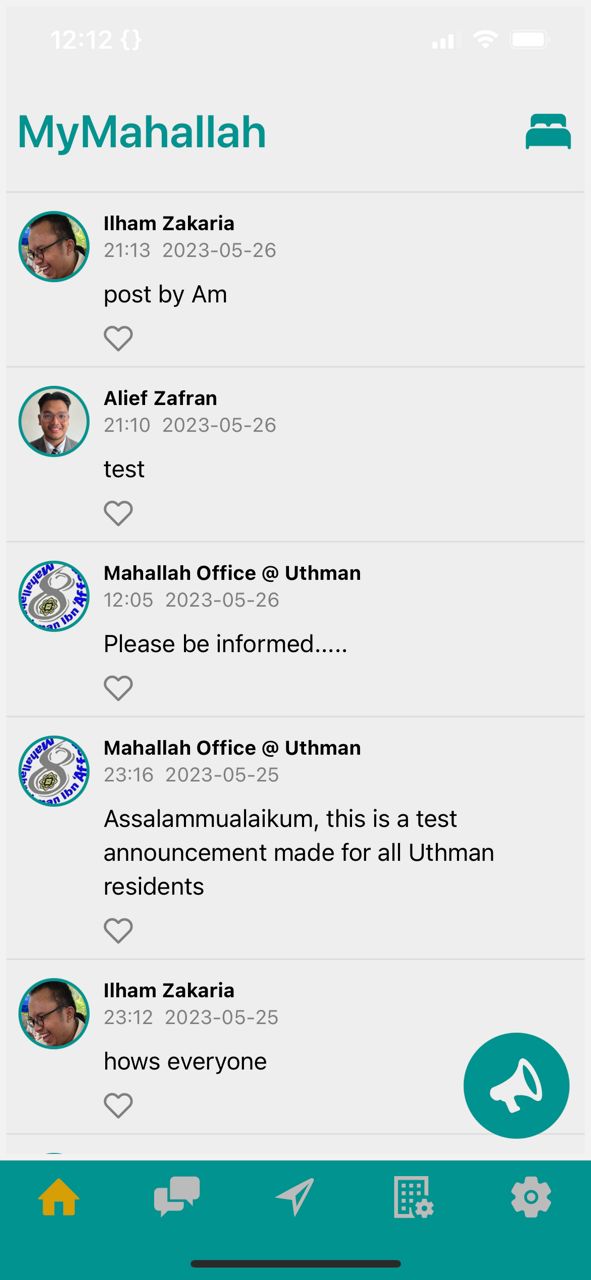 12:12 {}
MyMahallah
Ilham Zakaria
21:13 2023-05-26
post by Am
Alief Zafran
21:10 2023-05-26
test
Mahallah Office @ Uthman
12:05 2023-05-26
Please be informed.....
Mahallah Office @ Uthman
23:16 2023-05-25
Assalammualaikum, this is a test
announcement made for all Uthman
residents
Ilham Zakaria
23:12 2023-05-25
hows everyone